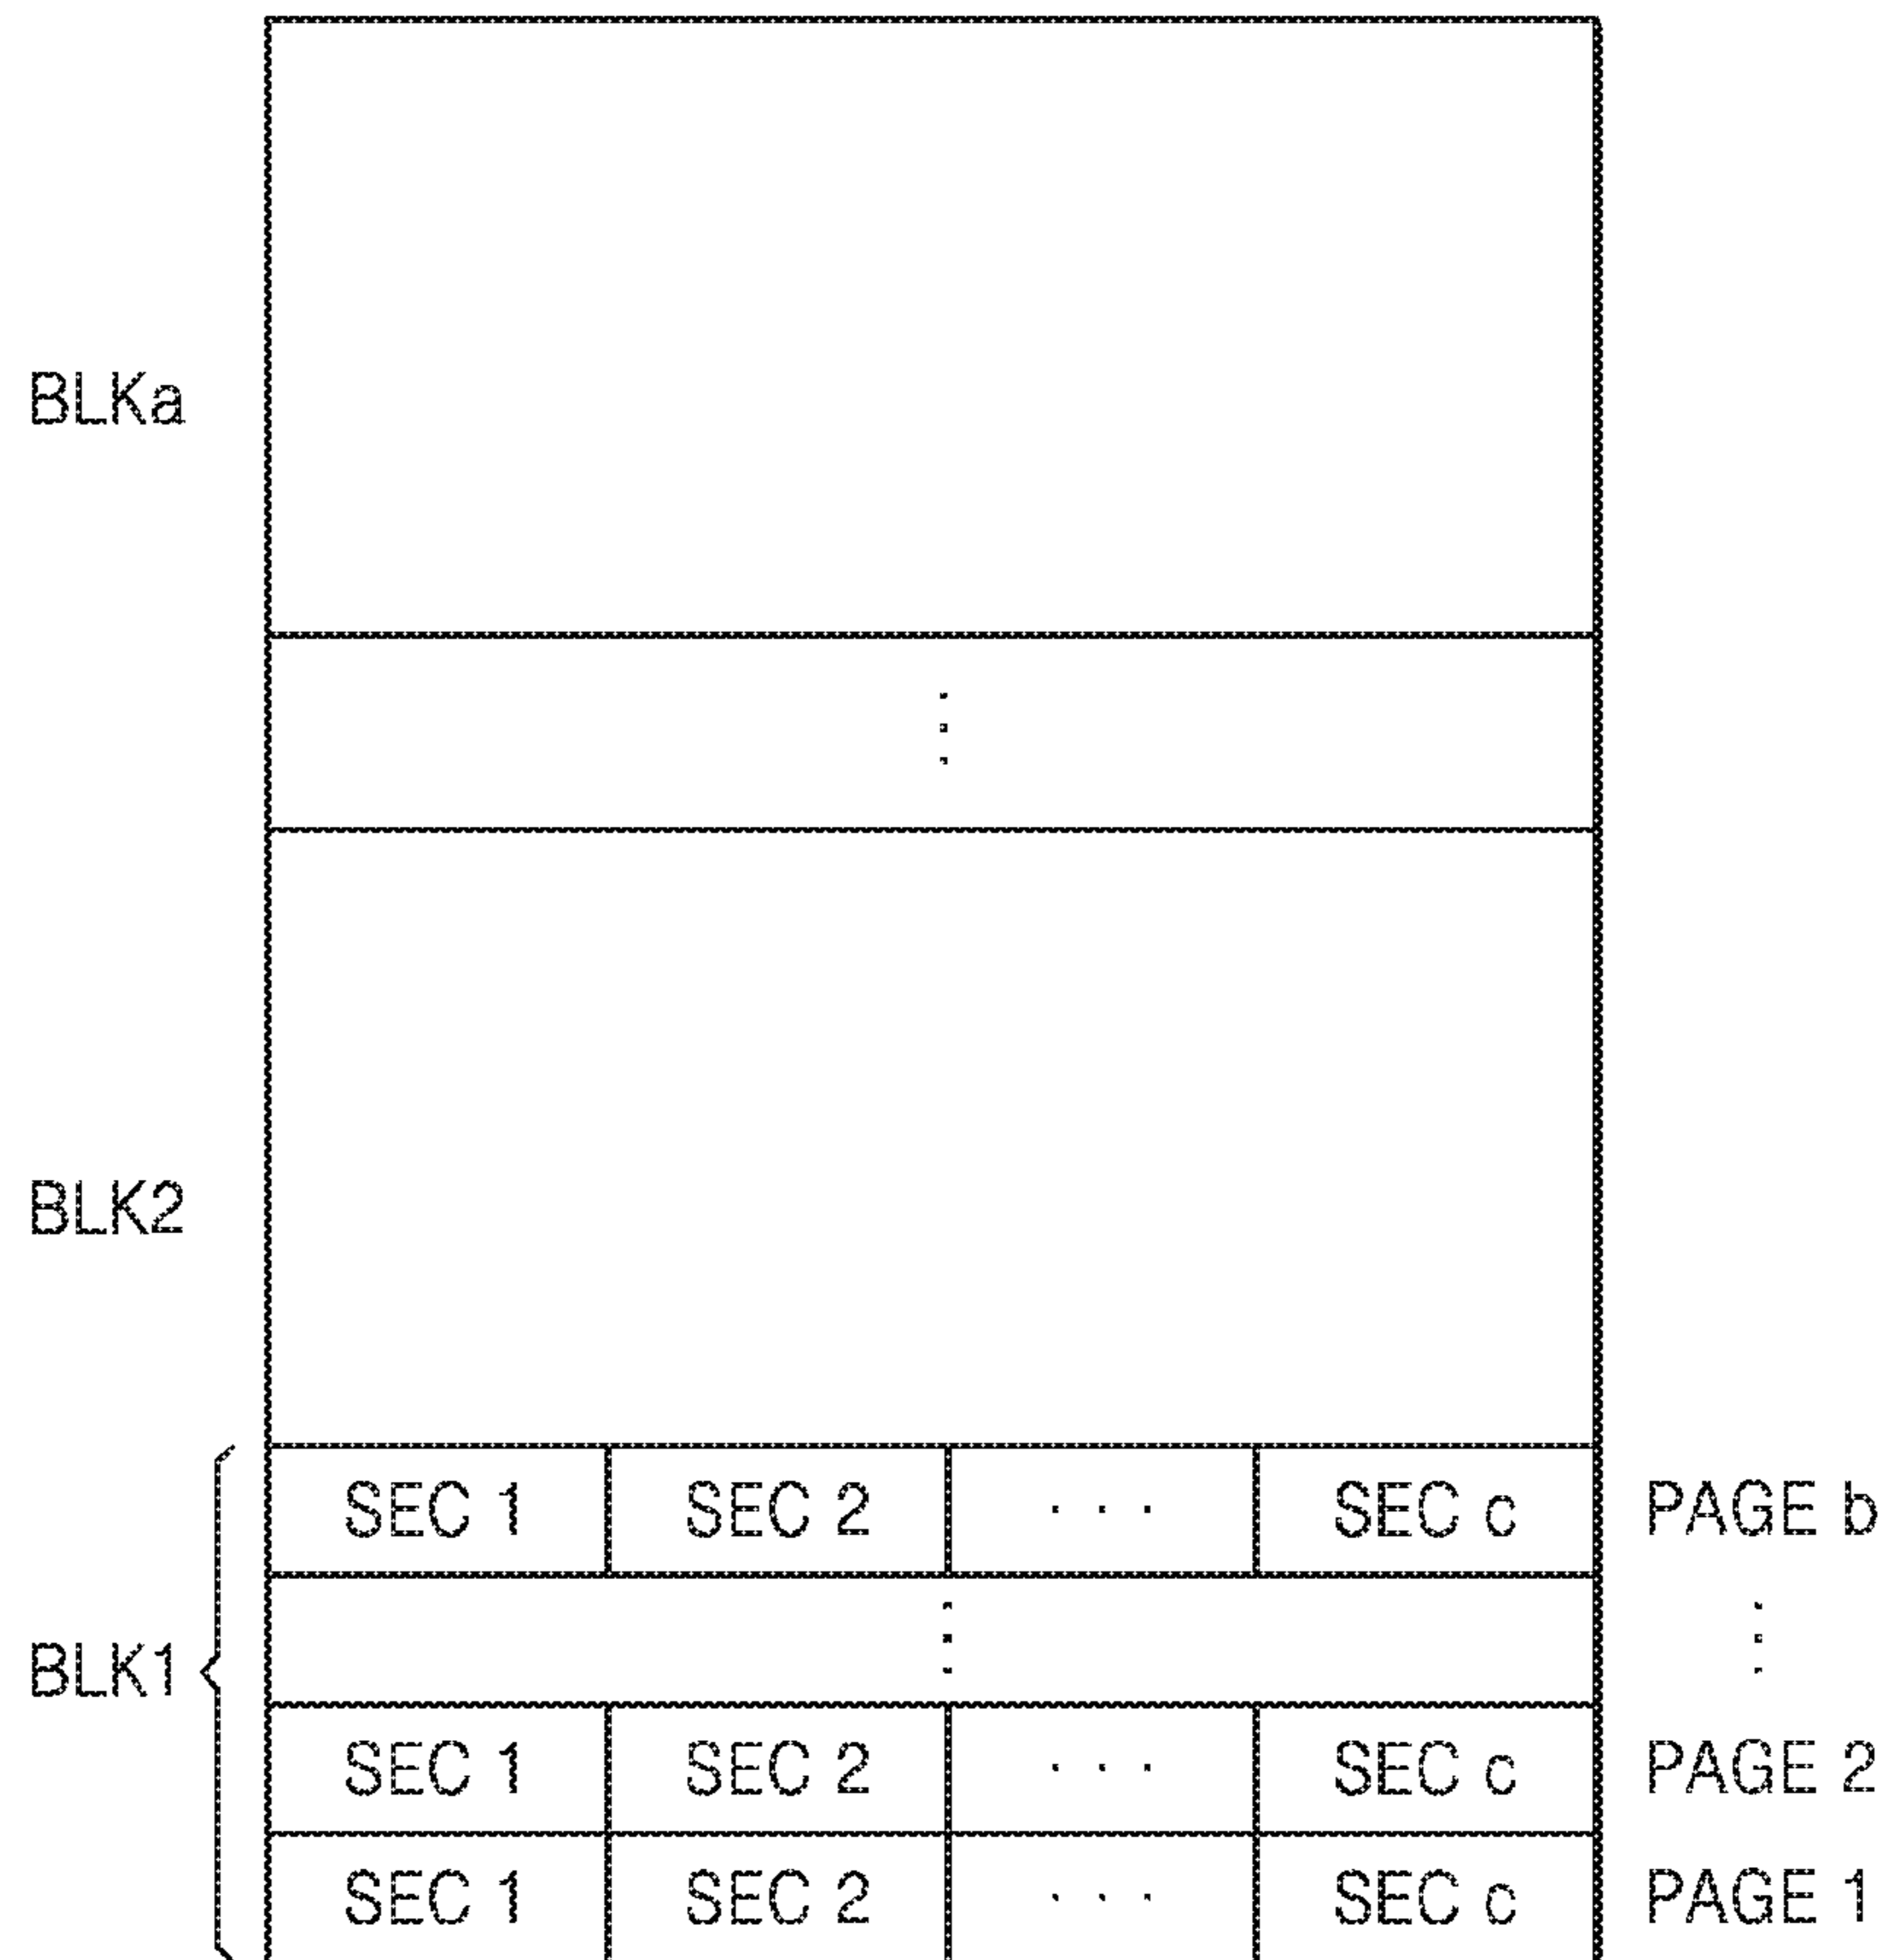 BLKa
⋮
BLK2
SEC 1 SEC 2 ··· SEC c PAGE b
BLK1 ⋮ ⋮
SEC 1 SEC 2 ··· SEC c PAGE 2
SEC 1 SEC 2 ··· SEC c PAGE 1